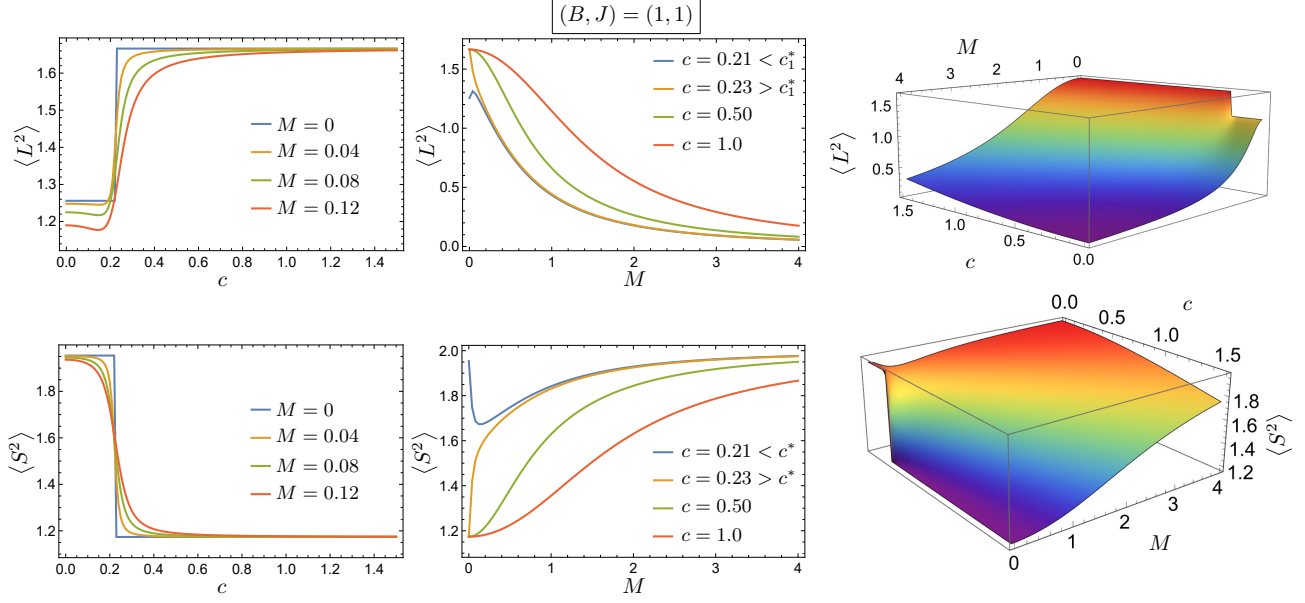 (B, J) = (1, 1)
⟨L²⟩
1.6
1.5
1.4
1.3
1.2
M = 0
M = 0.04
M = 0.08
M = 0.12
0.0 0.2 0.4 0.6 0.8 1.0 1.2 1.4
c
⟨L²⟩
1.5
1.0
0.5
0.0
c = 0.21 < c₁*
c = 0.23 > c₁*
c = 0.50
c = 1.0
0 1 2 3 4
M
M
4 3 2 1 0
⟨L²⟩
1.5
1.0
0.5
1.5 1.0 0.5 0.0
c
⟨S²⟩
2.0
1.8
1.6
1.4
1.2
M = 0
M = 0.04
M = 0.08
M = 0.12
0.0 0.2 0.4 0.6 0.8 1.0 1.2 1.4
c
⟨S²⟩
2.0
1.8
1.6
1.4
1.2
c = 0.21 < c*
c = 0.23 > c*
c = 0.50
c = 1.0
0 1 2 3 4
M
0.0 0.5 1.0 1.5
c
1.8
1.6
1.4
1.2
⟨S²⟩
0 1 2 3 4
M